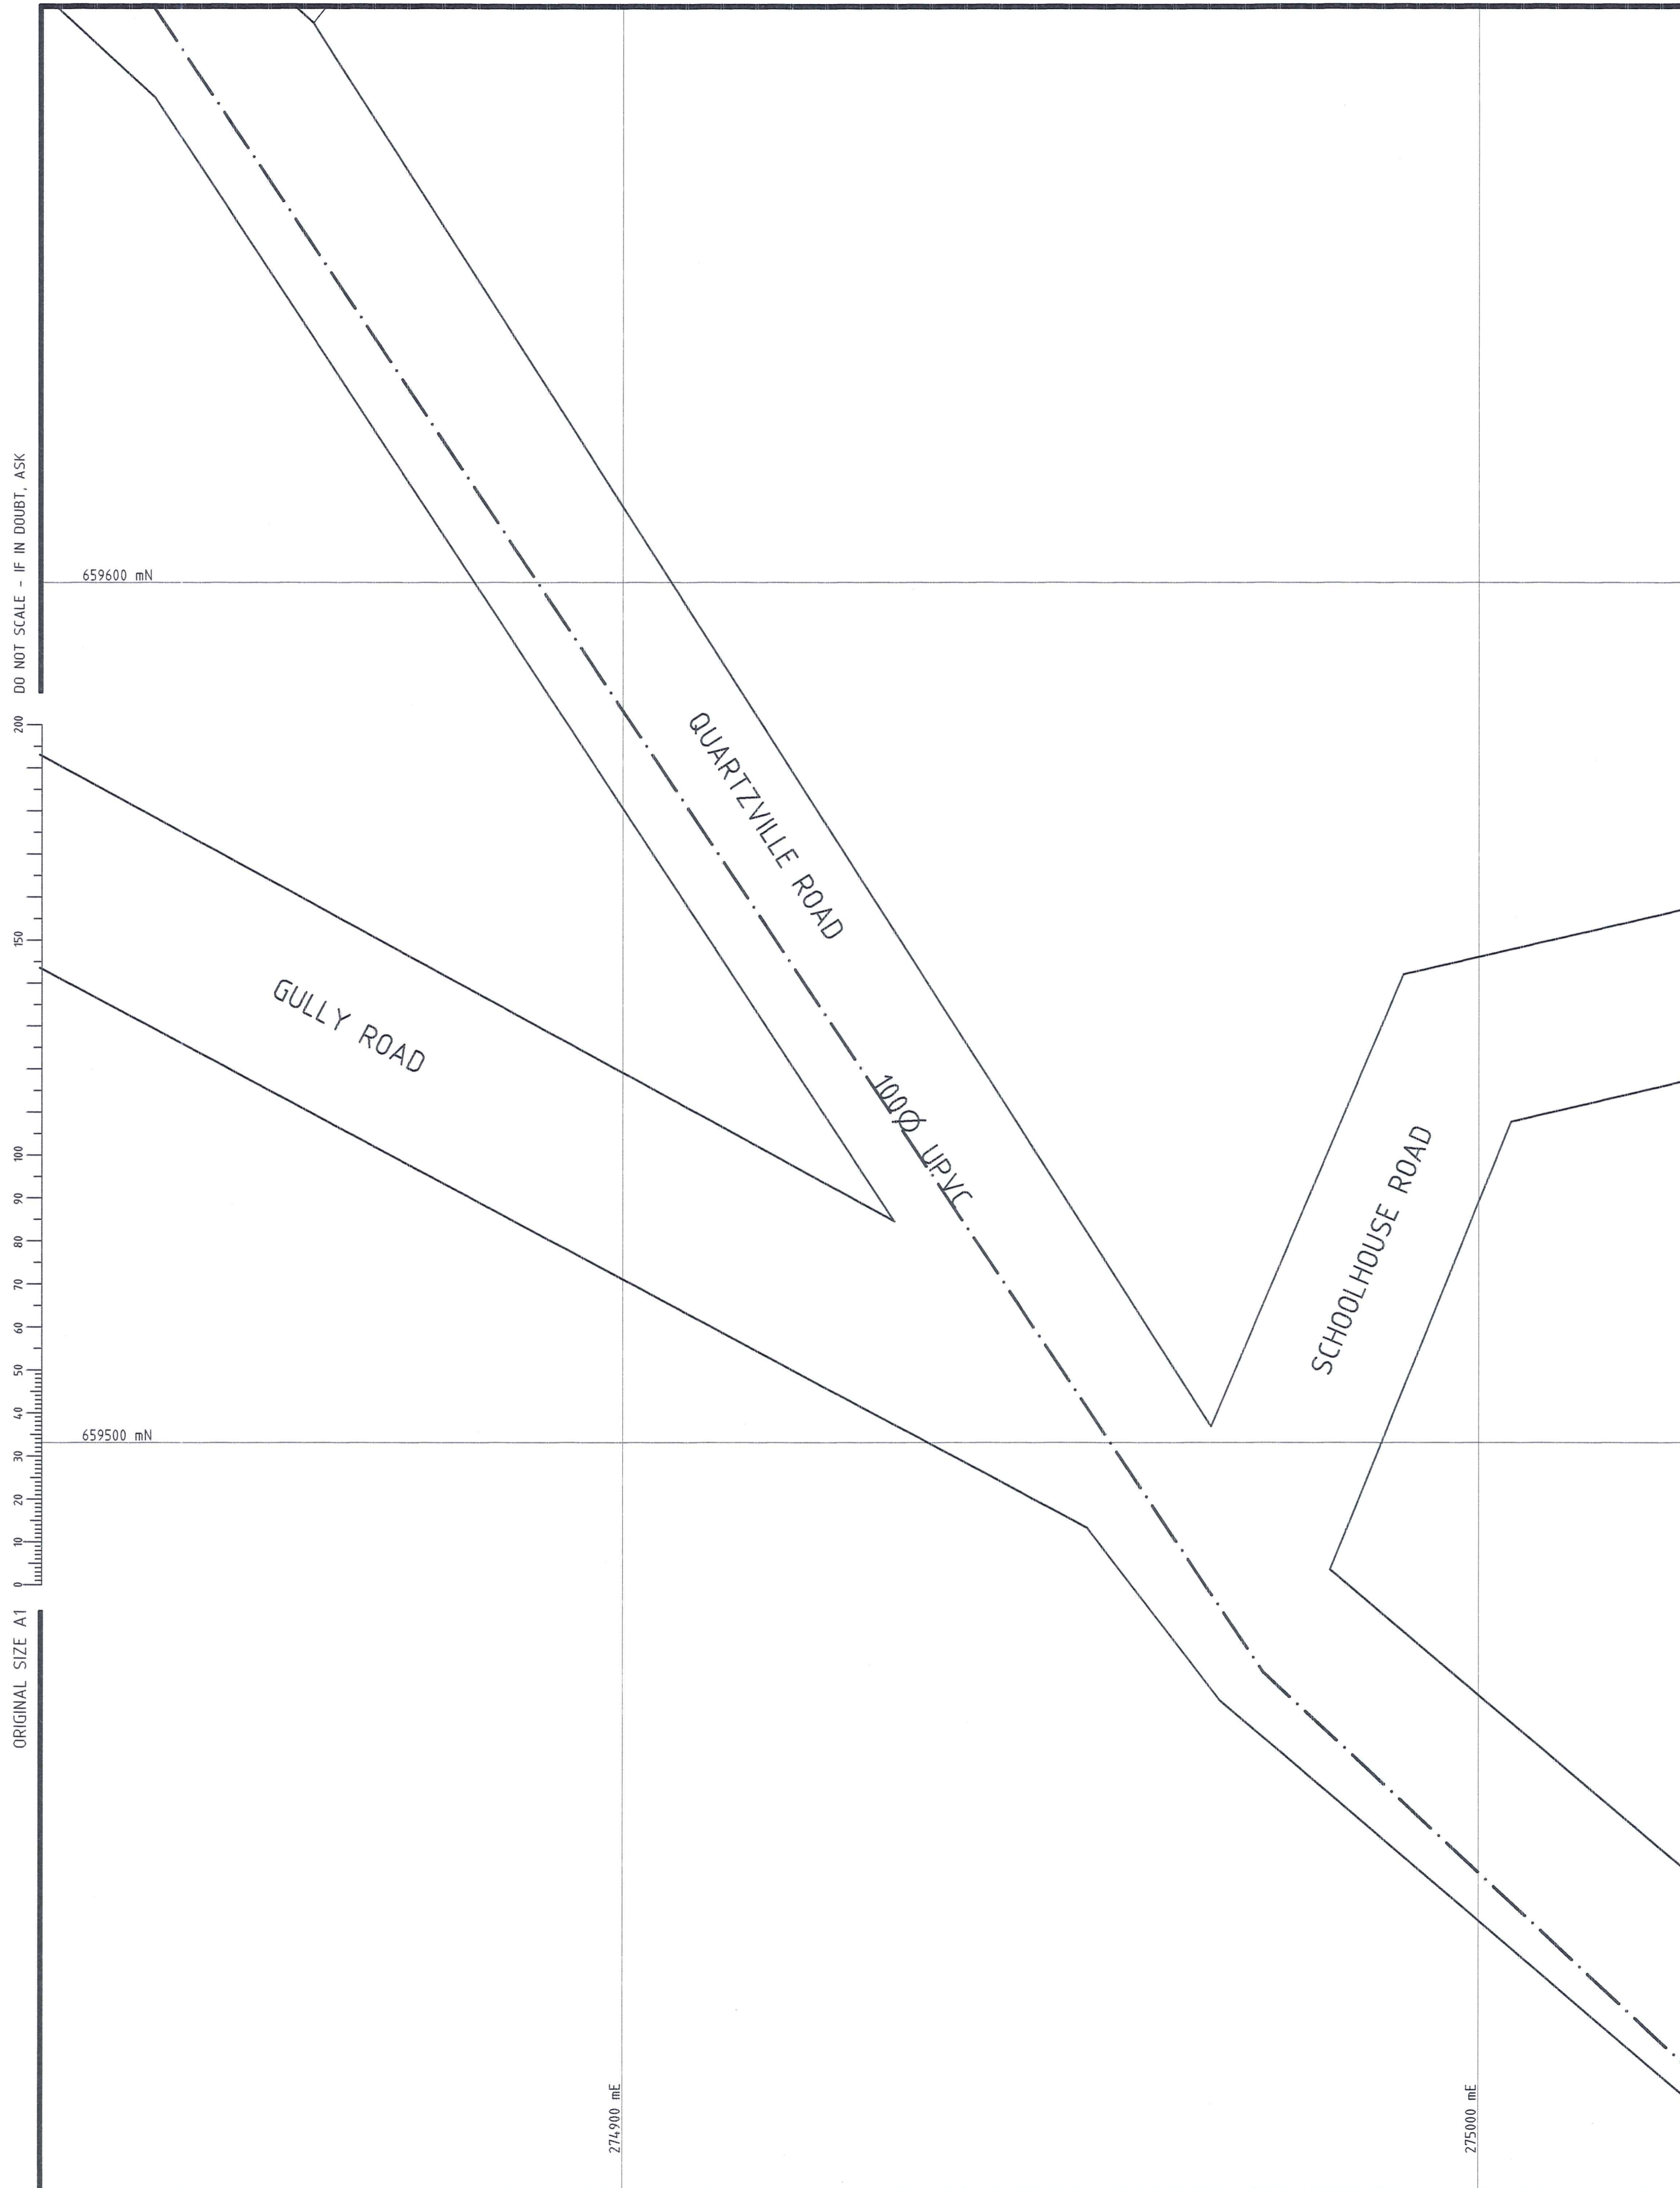 DO NOT SCALE - IF IN DOUBT, ASK
659600 mN
200
150
100
90
80
70
60
50
40
30
20
10
0
QUARTZVILLE ROAD
GULLY ROAD
100Ø UPVC
SCHOOLHOUSE ROAD
659500 mN
ORIGINAL SIZE A1
274900 mE
275000 mE